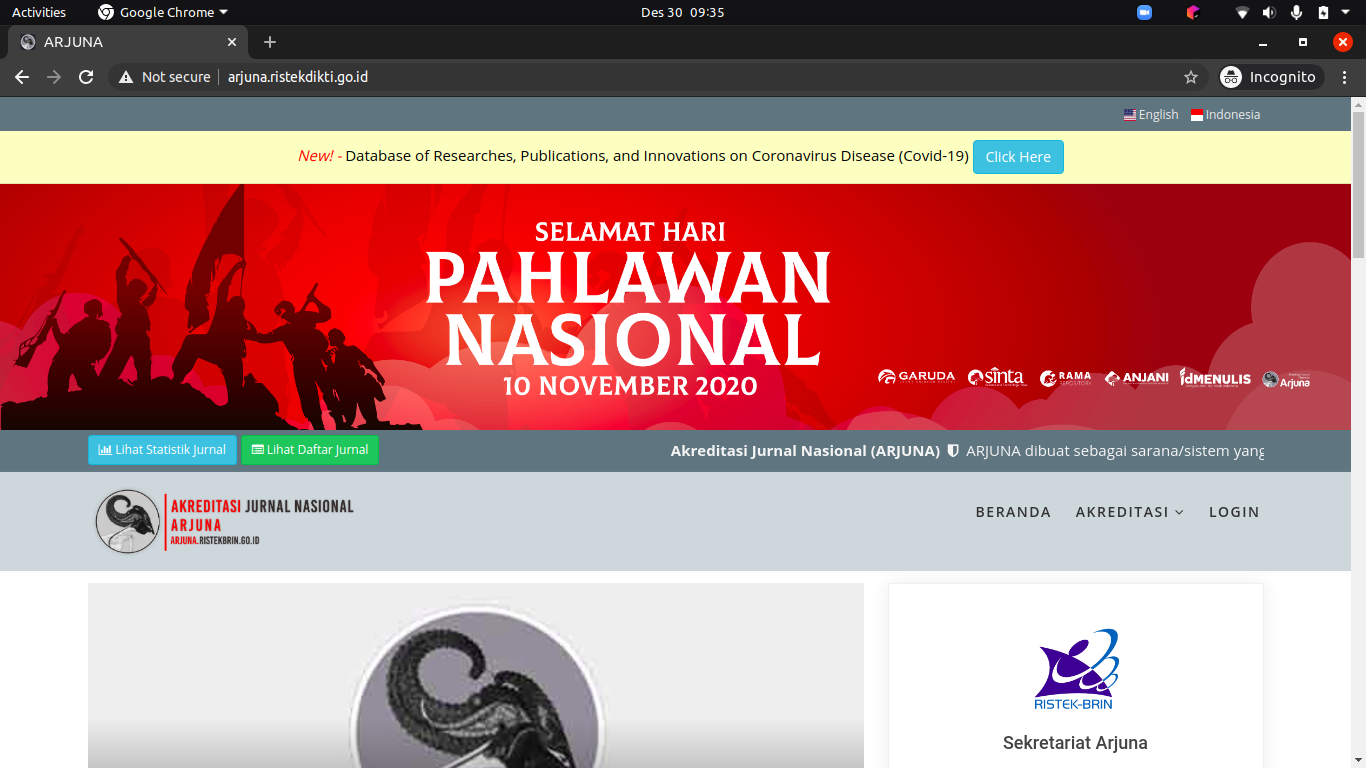 Activities
Google Chrome
Des 30 09:35
ARJUNA
Not secure
arjuna.ristekdikti.go.id
Incognito
English
Indonesia
New! - Database of Researches, Publications, and Innovations on Coronavirus Disease (Covid-19)
Click Here
SELAMAT HARI
PAHLAWAN
NASIONAL
10 NOVEMBER 2020
GARUDA
sinta
RAMA
REPOSITORY
ANJANI
idMENULIS
Arjuna
Lihat Statistik Jurnal
Lihat Daftar Jurnal
Akreditasi Jurnal Nasional (ARJUNA)
ARJUNA dibuat sebagai sarana/sistem yang
AKREDITASI JURNAL NASIONAL
ARJUNA
ARJUNA.RISTEKBRIN.GO.ID
BERANDA
AKREDITASI
LOGIN
RISTEK-BRIN
Sekretariat Arjuna